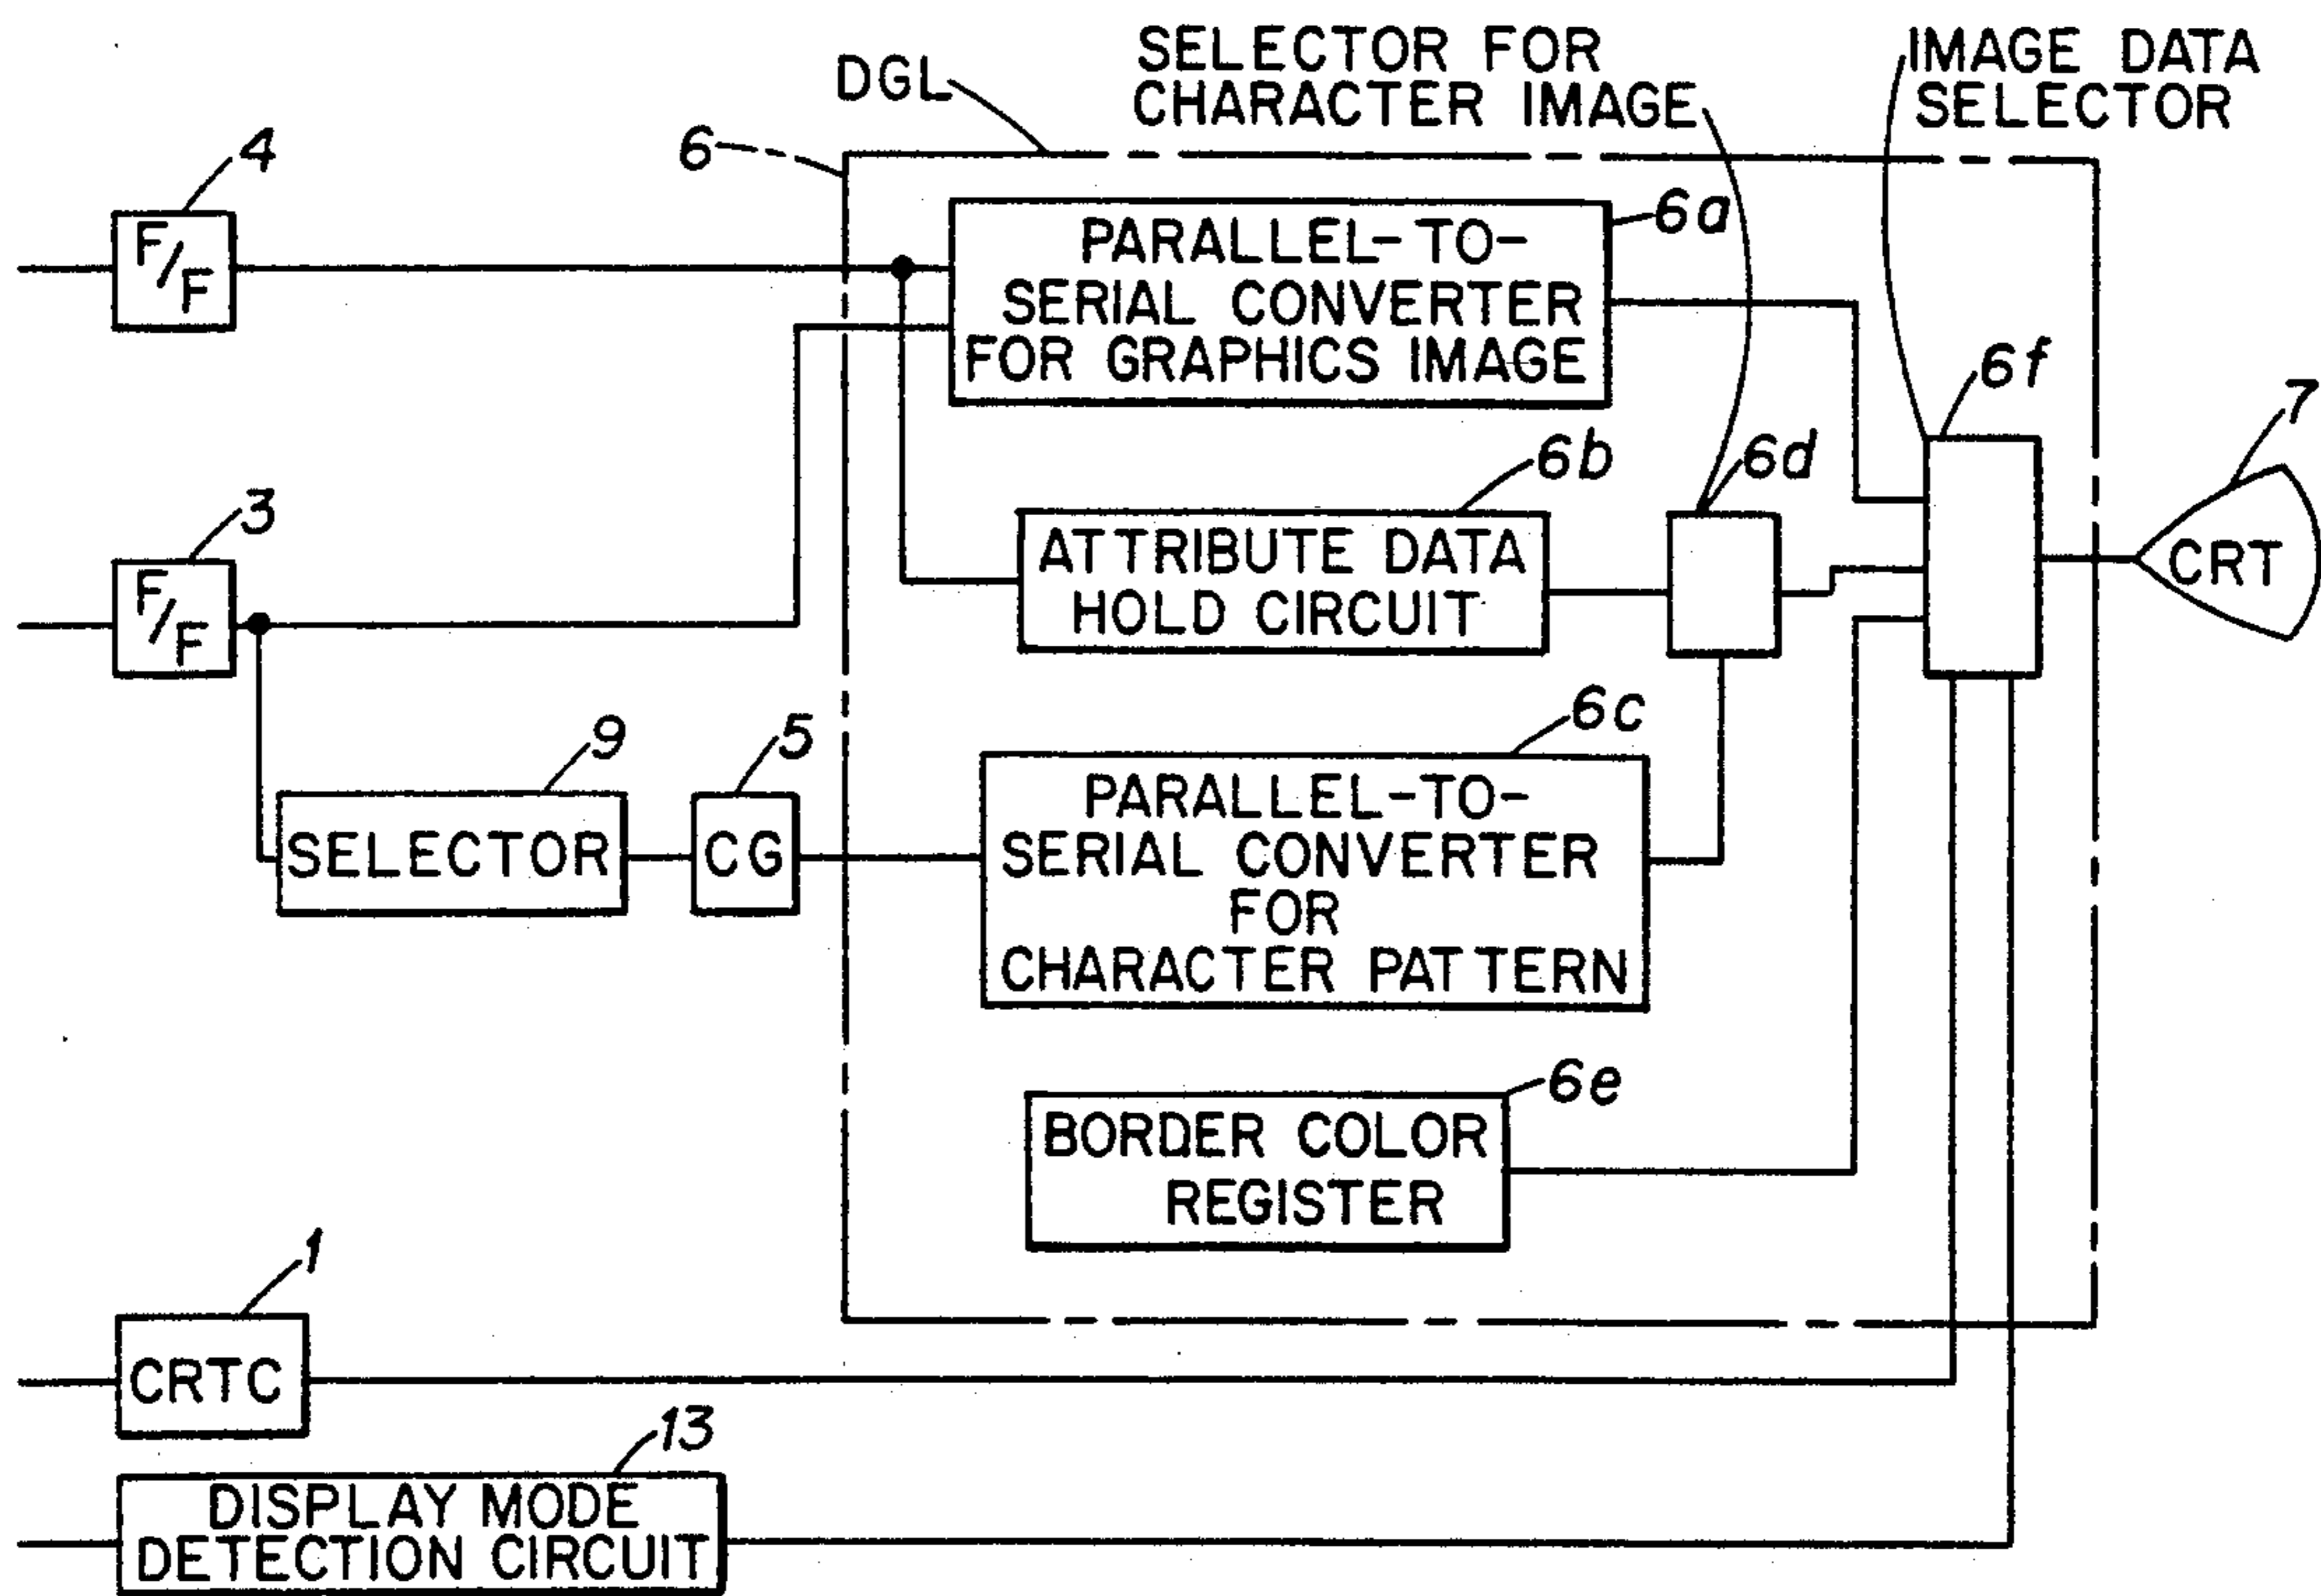 SELECTOR FOR
CHARACTER IMAGE
IMAGE DATA
SELECTOR
DGL
6
4
F/F
6a
PARALLEL-TO-
SERIAL CONVERTER
FOR GRAPHICS IMAGE
6f
7
CRT
3
F/F
6b
ATTRIBUTE DATA
HOLD CIRCUIT
6d
9
SELECTOR
5
CG
6c
PARALLEL-TO-
SERIAL CONVERTER
FOR
CHARACTER PATTERN
6e
BORDER COLOR
REGISTER
1
CRTC
13
DISPLAY MODE
DETECTION CIRCUIT